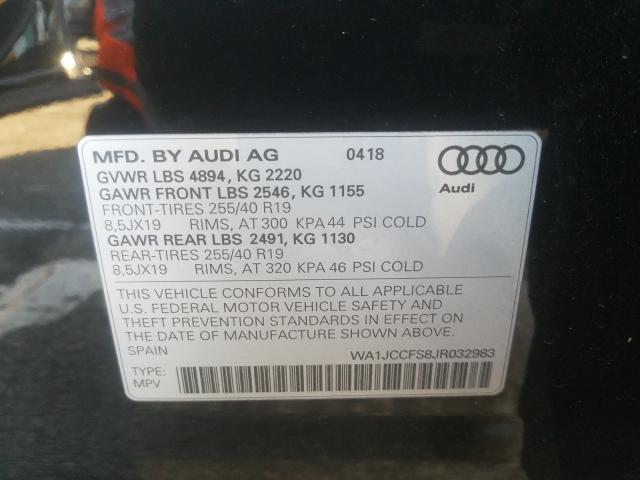 MFD. BY AUDI AG 0418
GVWR LBS 4894, KG 2220
GAWR FRONT LBS 2546, KG 1155
FRONT-TIRES 255/40 R19
8,5JX19 RIMS, AT 300 KPA 44 PSI COLD
GAWR REAR LBS 2491, KG 1130
REAR-TIRES 255/40 R19
8,5JX19 RIMS, AT 320 KPA 46 PSI COLD
Audi
THIS VEHICLE CONFORMS TO ALL APPLICABLE
U.S. FEDERAL MOTOR VEHICLE SAFETY AND
THEFT PREVENTION STANDARDS IN EFFECT ON
THE DATE OF MANUFACTURE SHOWN ABOVE.
SPAIN WA1JCCFS8JR032983
TYPE:
MPV